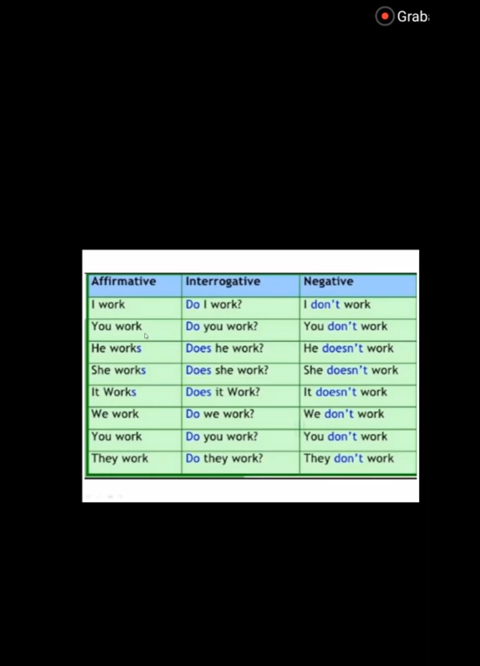 Affirmative Interrogative Negative
I work Do I work? I don't work
You work Do you work? You don't work
He works Does he work? He doesn't work
She works Does she work? She doesn't work
It Works Does it Work? It doesn't work
We work Do we work? We don't work
You work Do you work? You don't work
They work Do they work? They don't work